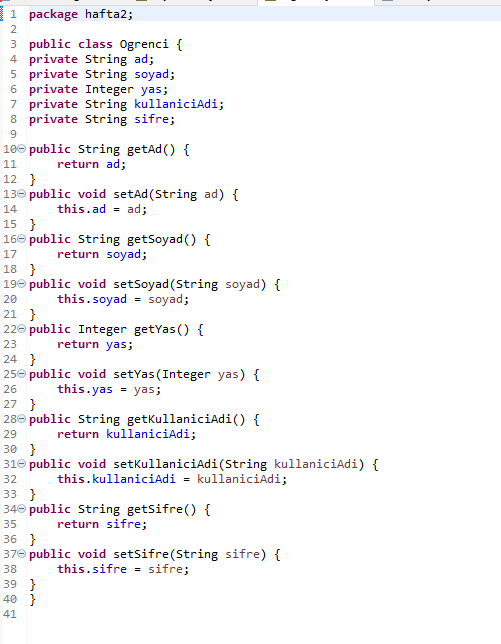 1 package hafta2;
2
3 public class Ogrenci {
4 private String ad;
5 private String soyad;
6 private Integer yas;
7 private String kullaniciAdi;
8 private String sifre;
9
10 public String getAd() {
11     return ad;
12 }
13 public void setAd(String ad) {
14     this.ad = ad;
15 }
16 public String getSoyad() {
17     return soyad;
18 }
19 public void setSoyad(String soyad) {
20     this.soyad = soyad;
21 }
22 public Integer getYas() {
23     return yas;
24 }
25 public void setYas(Integer yas) {
26     this.yas = yas;
27 }
28 public String getKullaniciAdi() {
29     return kullaniciAdi;
30 }
31 public void setKullaniciAdi(String kullaniciAdi) {
32     this.kullaniciAdi = kullaniciAdi;
33 }
34 public String getSifre() {
35     return sifre;
36 }
37 public void setSifre(String sifre) {
38     this.sifre = sifre;
39 }
40 }
41